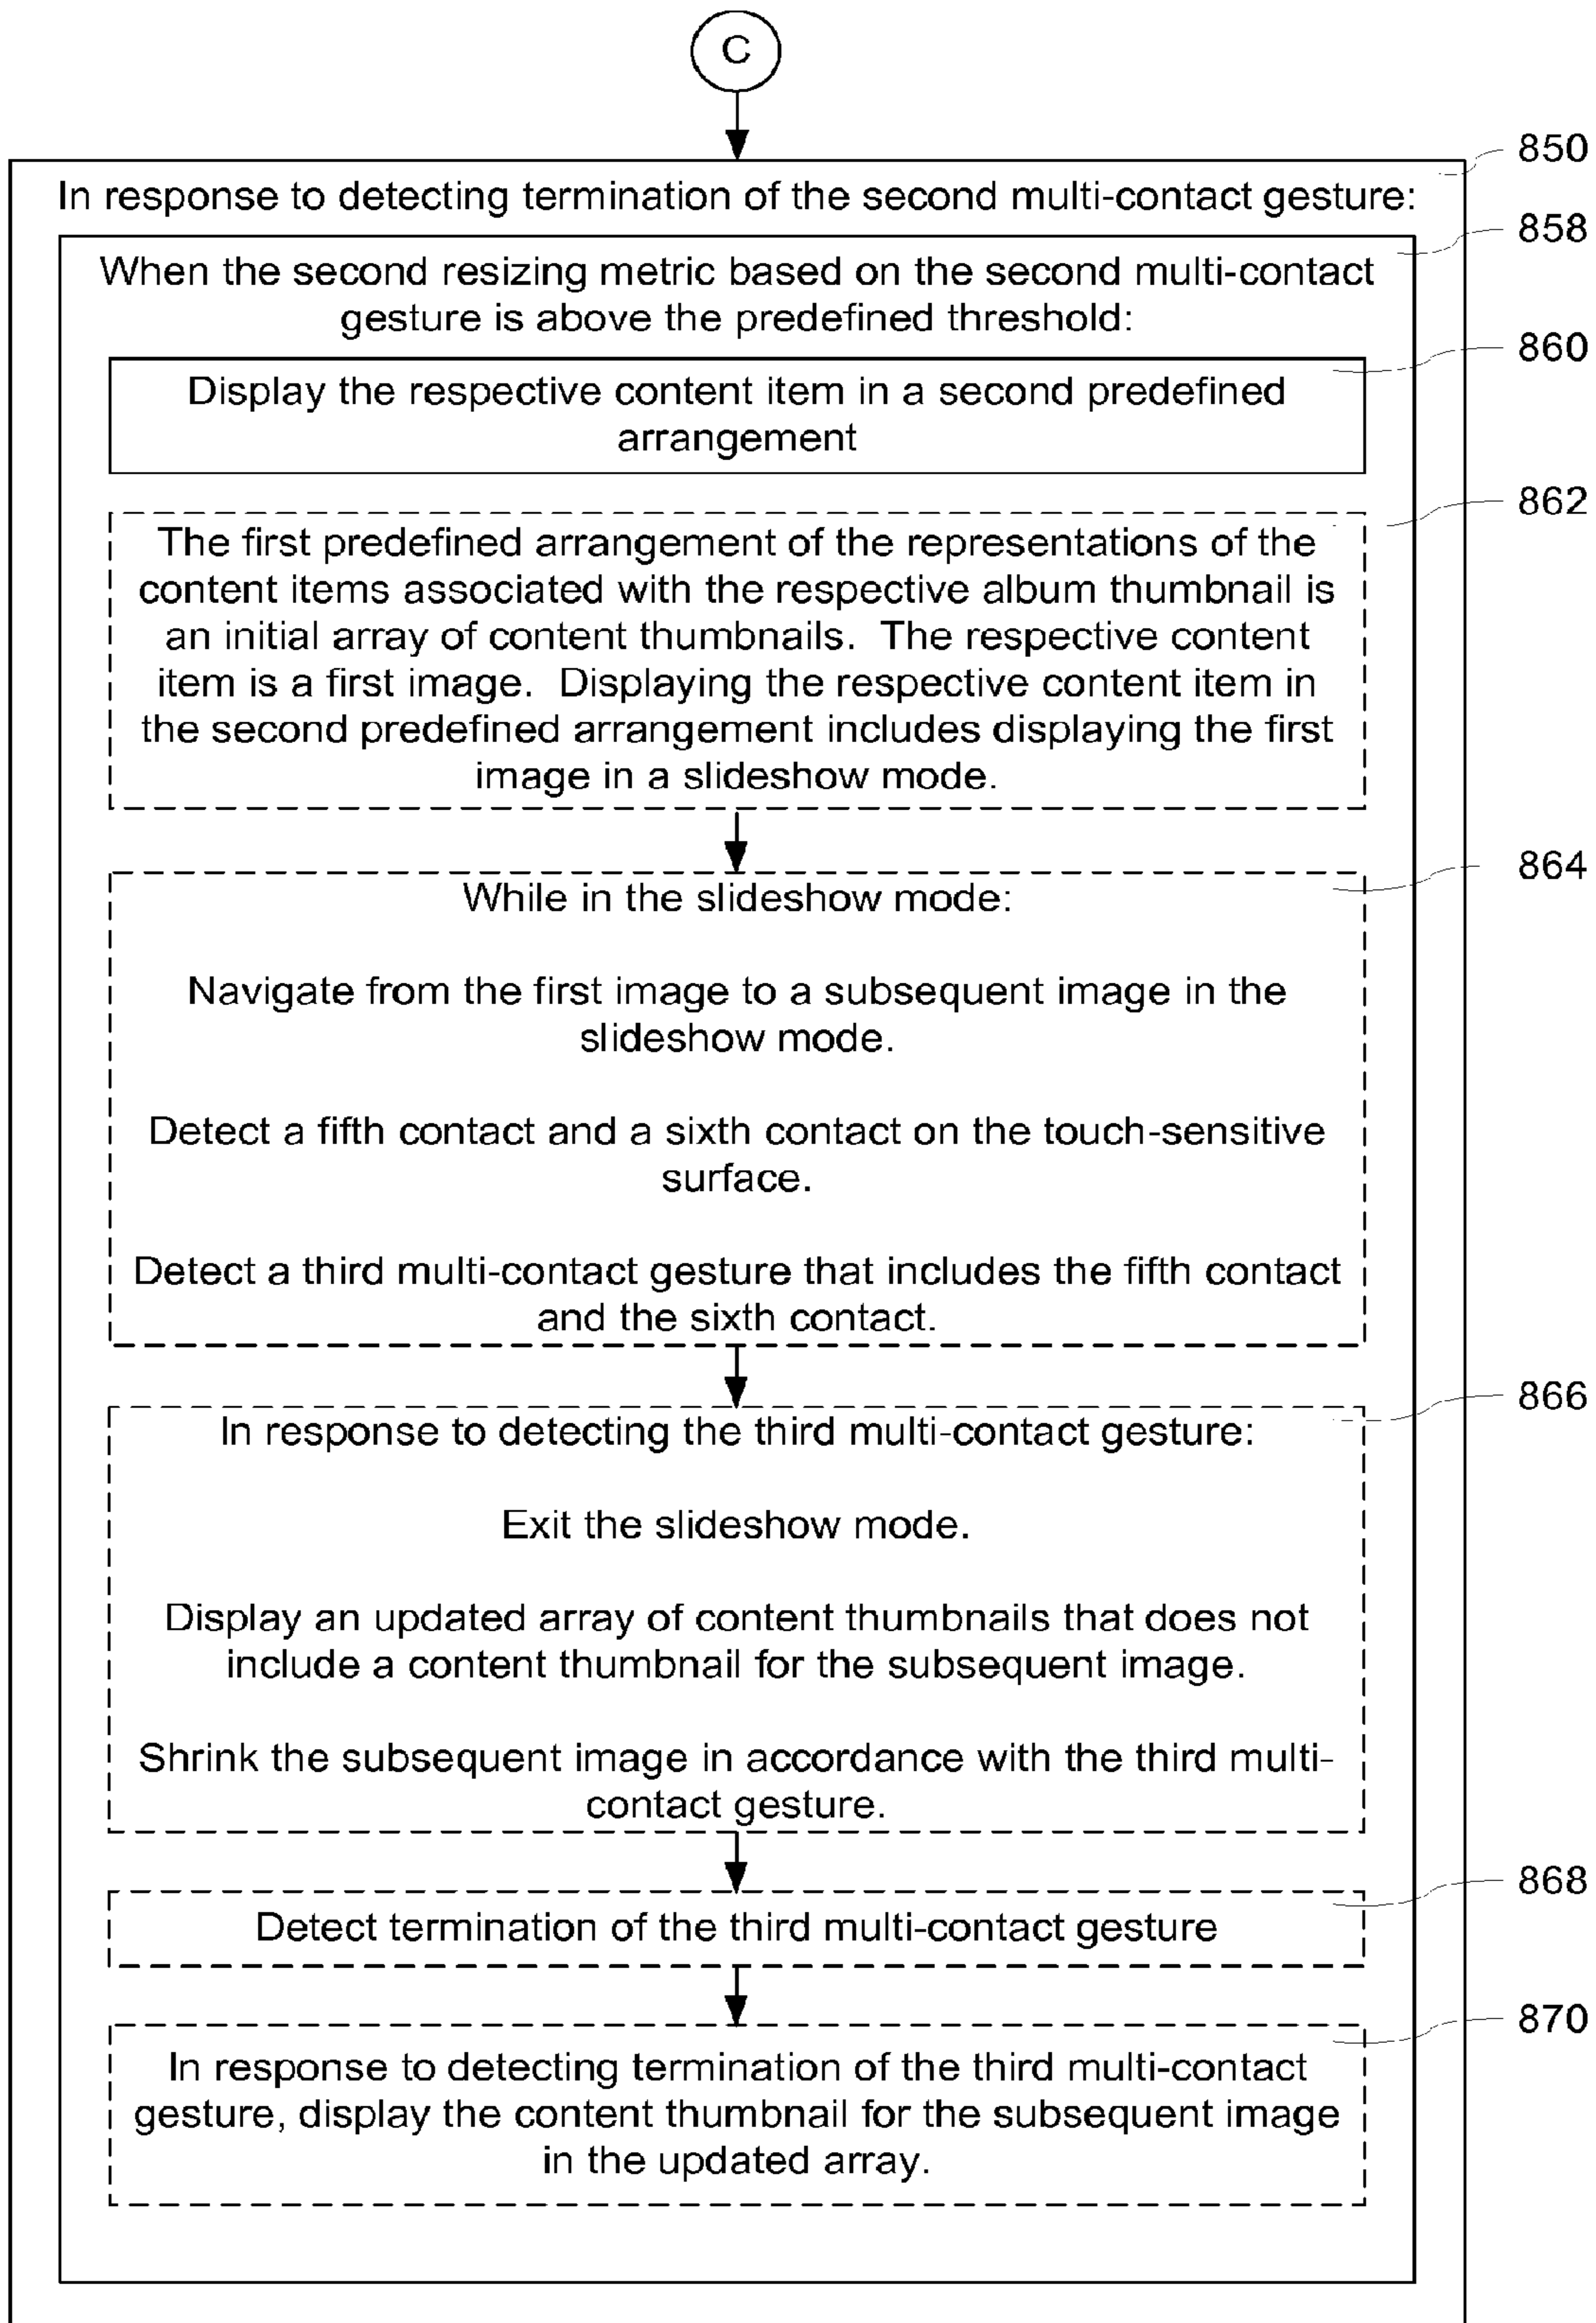 C
850
In response to detecting termination of the second multi-contact gesture:
858
When the second resizing metric based on the second multi-contact
gesture is above the predefined threshold:
860
Display the respective content item in a second predefined
arrangement
862
The first predefined arrangement of the representations of the
content items associated with the respective album thumbnail is
an initial array of content thumbnails. The respective content
item is a first image. Displaying the respective content item in
the second predefined arrangement includes displaying the first
image in a slideshow mode.
864
While in the slideshow mode:
Navigate from the first image to a subsequent image in the
slideshow mode.
Detect a fifth contact and a sixth contact on the touch-sensitive
surface.
Detect a third multi-contact gesture that includes the fifth contact
and the sixth contact.
866
In response to detecting the third multi-contact gesture:
Exit the slideshow mode.
Display an updated array of content thumbnails that does not
include a content thumbnail for the subsequent image.
Shrink the subsequent image in accordance with the third multi-
contact gesture.
868
Detect termination of the third multi-contact gesture
870
In response to detecting termination of the third multi-contact
gesture, display the content thumbnail for the subsequent image
in the updated array.